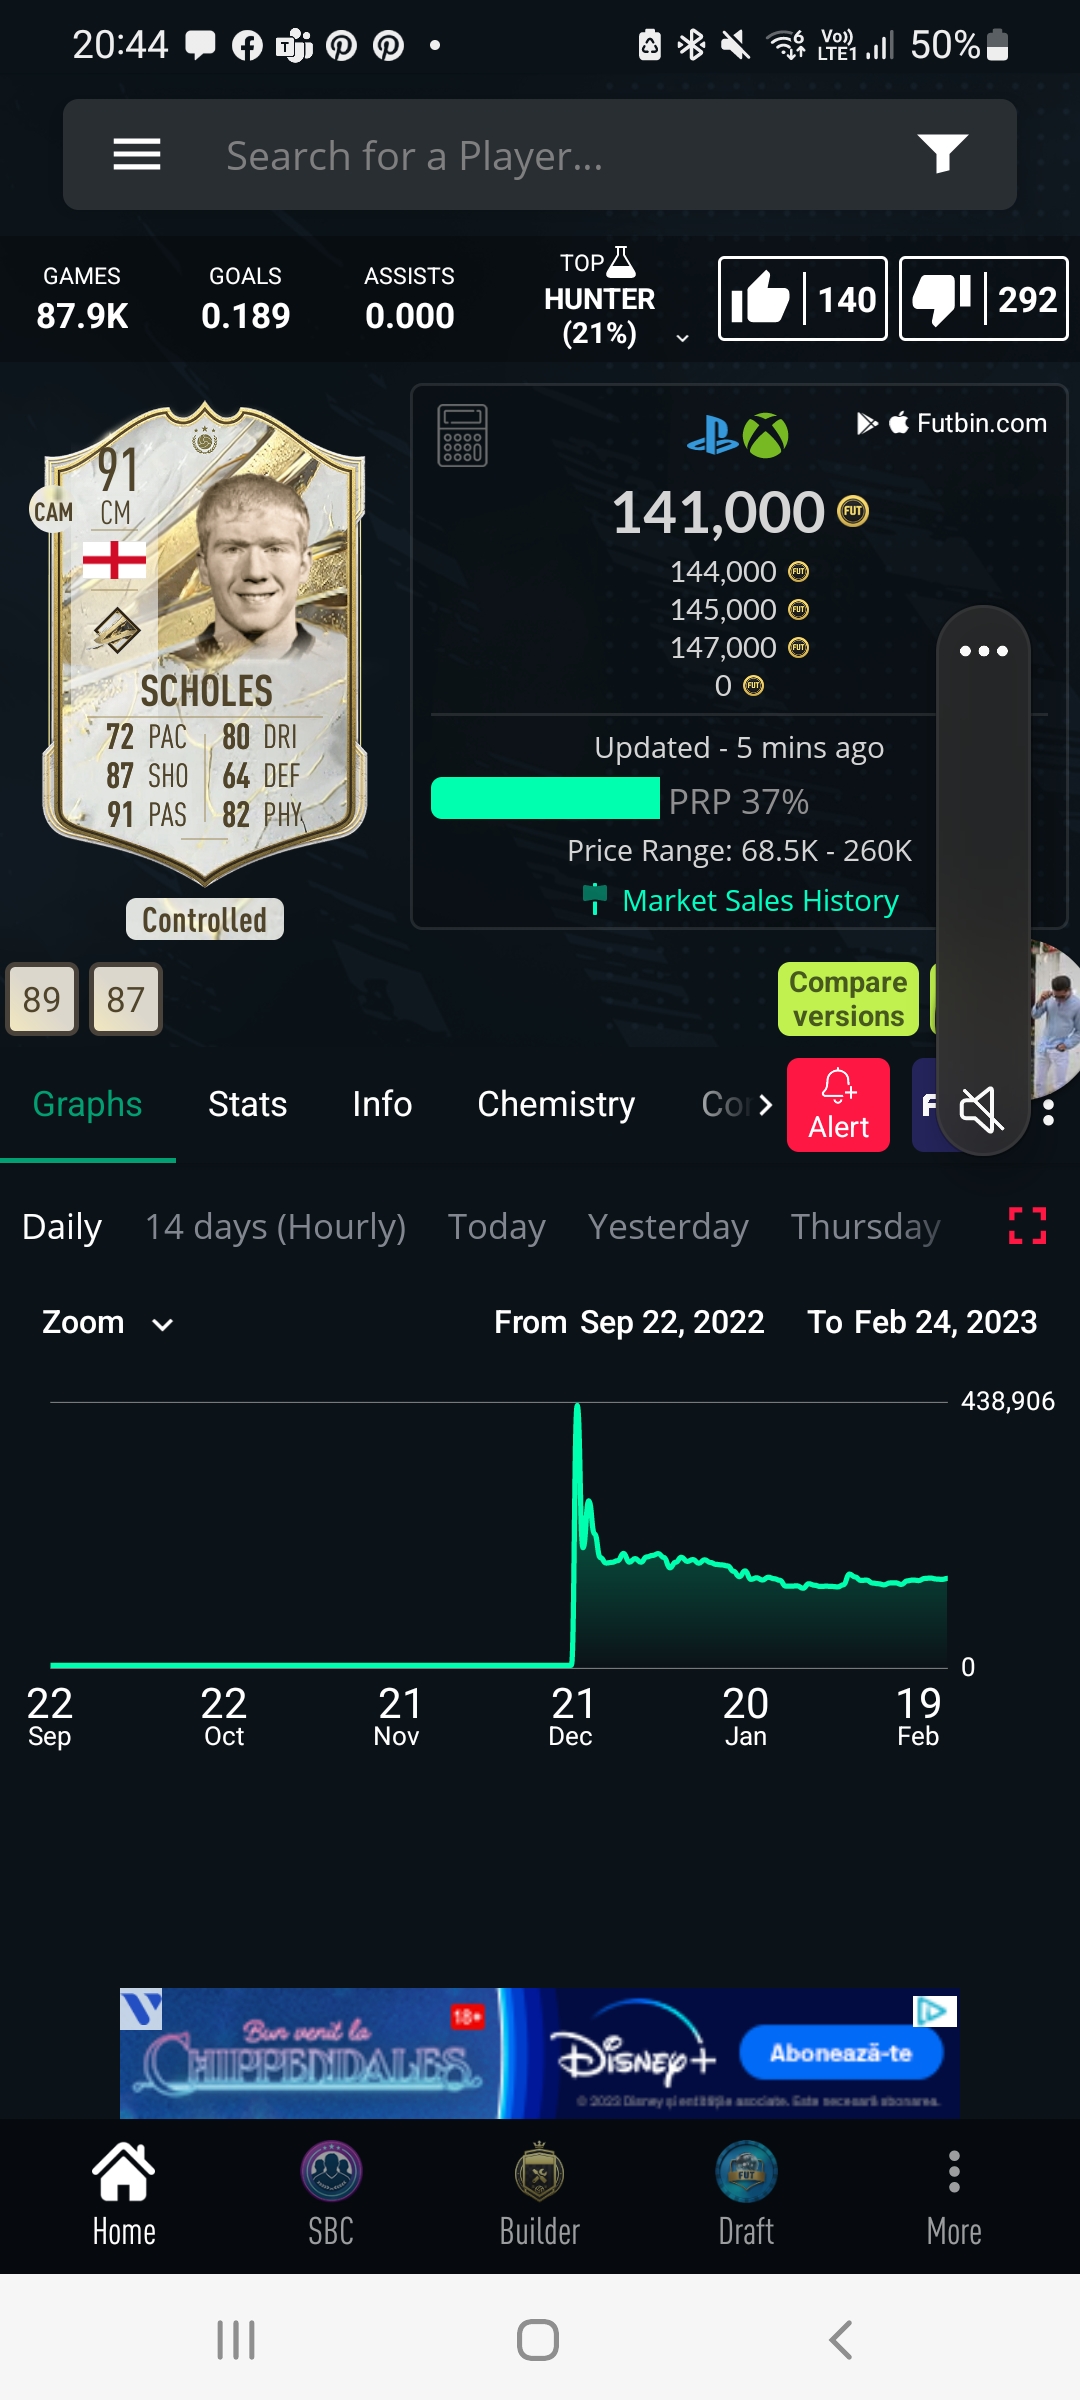 20:44
Vo)) LTE1 50%
Search for a Player...
GAMES
87.9K
GOALS
0.189
ASSISTS
0.000
TOP
HUNTER
(21%)
140
292
91
CM
CAM
SCHOLES
72 PAC 80 DRI
87 SHO 64 DEF
91 PAS 82 PHY
Controlled
Futbin.com
141,000
144,000
145,000
147,000
0
Updated - 5 mins ago
PRP 37%
Price Range: 68.5K - 260K
Market Sales History
89
87
Compare
versions
Graphs Stats Info Chemistry Con
Alert
F
Daily 14 days (Hourly) Today Yesterday Thursday
Zoom From Sep 22, 2022 To Feb 24, 2023
438,906
0
22 22 21 21 20 19
Sep Oct Nov Dec Jan Feb
Bun venit la
CHIPPENDALES
18+
Disney+
Abonează-te
© 2023 Disney și entitățile asociate. Este necesară abonarea.
Home SBC Builder Draft More